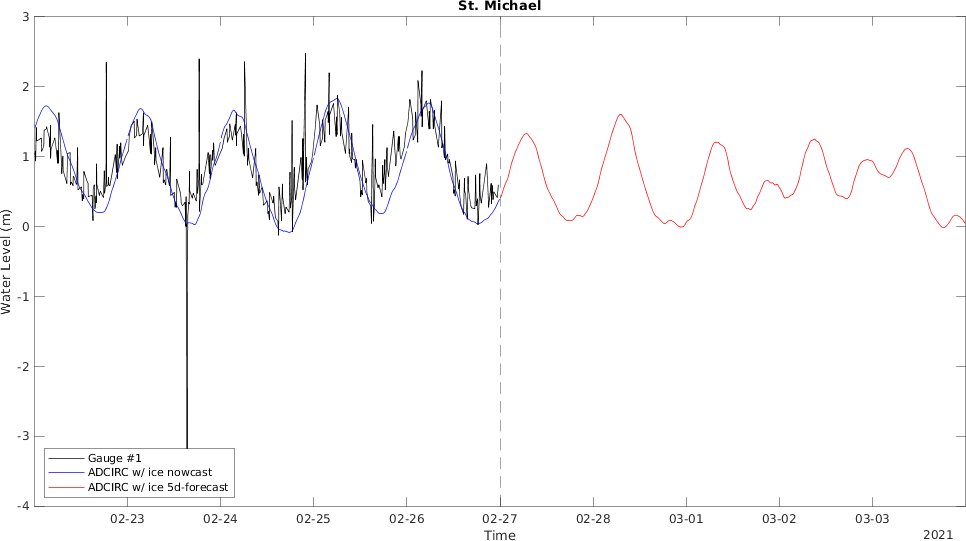 St. Michael
3
2
1
0
-1
-2
-3
-4
Water Level (m)
Gauge #1
ADCIRC w/ ice nowcast
ADCIRC w/ ice 5d-forecast
02-23 02-24 02-25 02-26 02-27 02-28 03-01 03-02 03-03
Time
2021